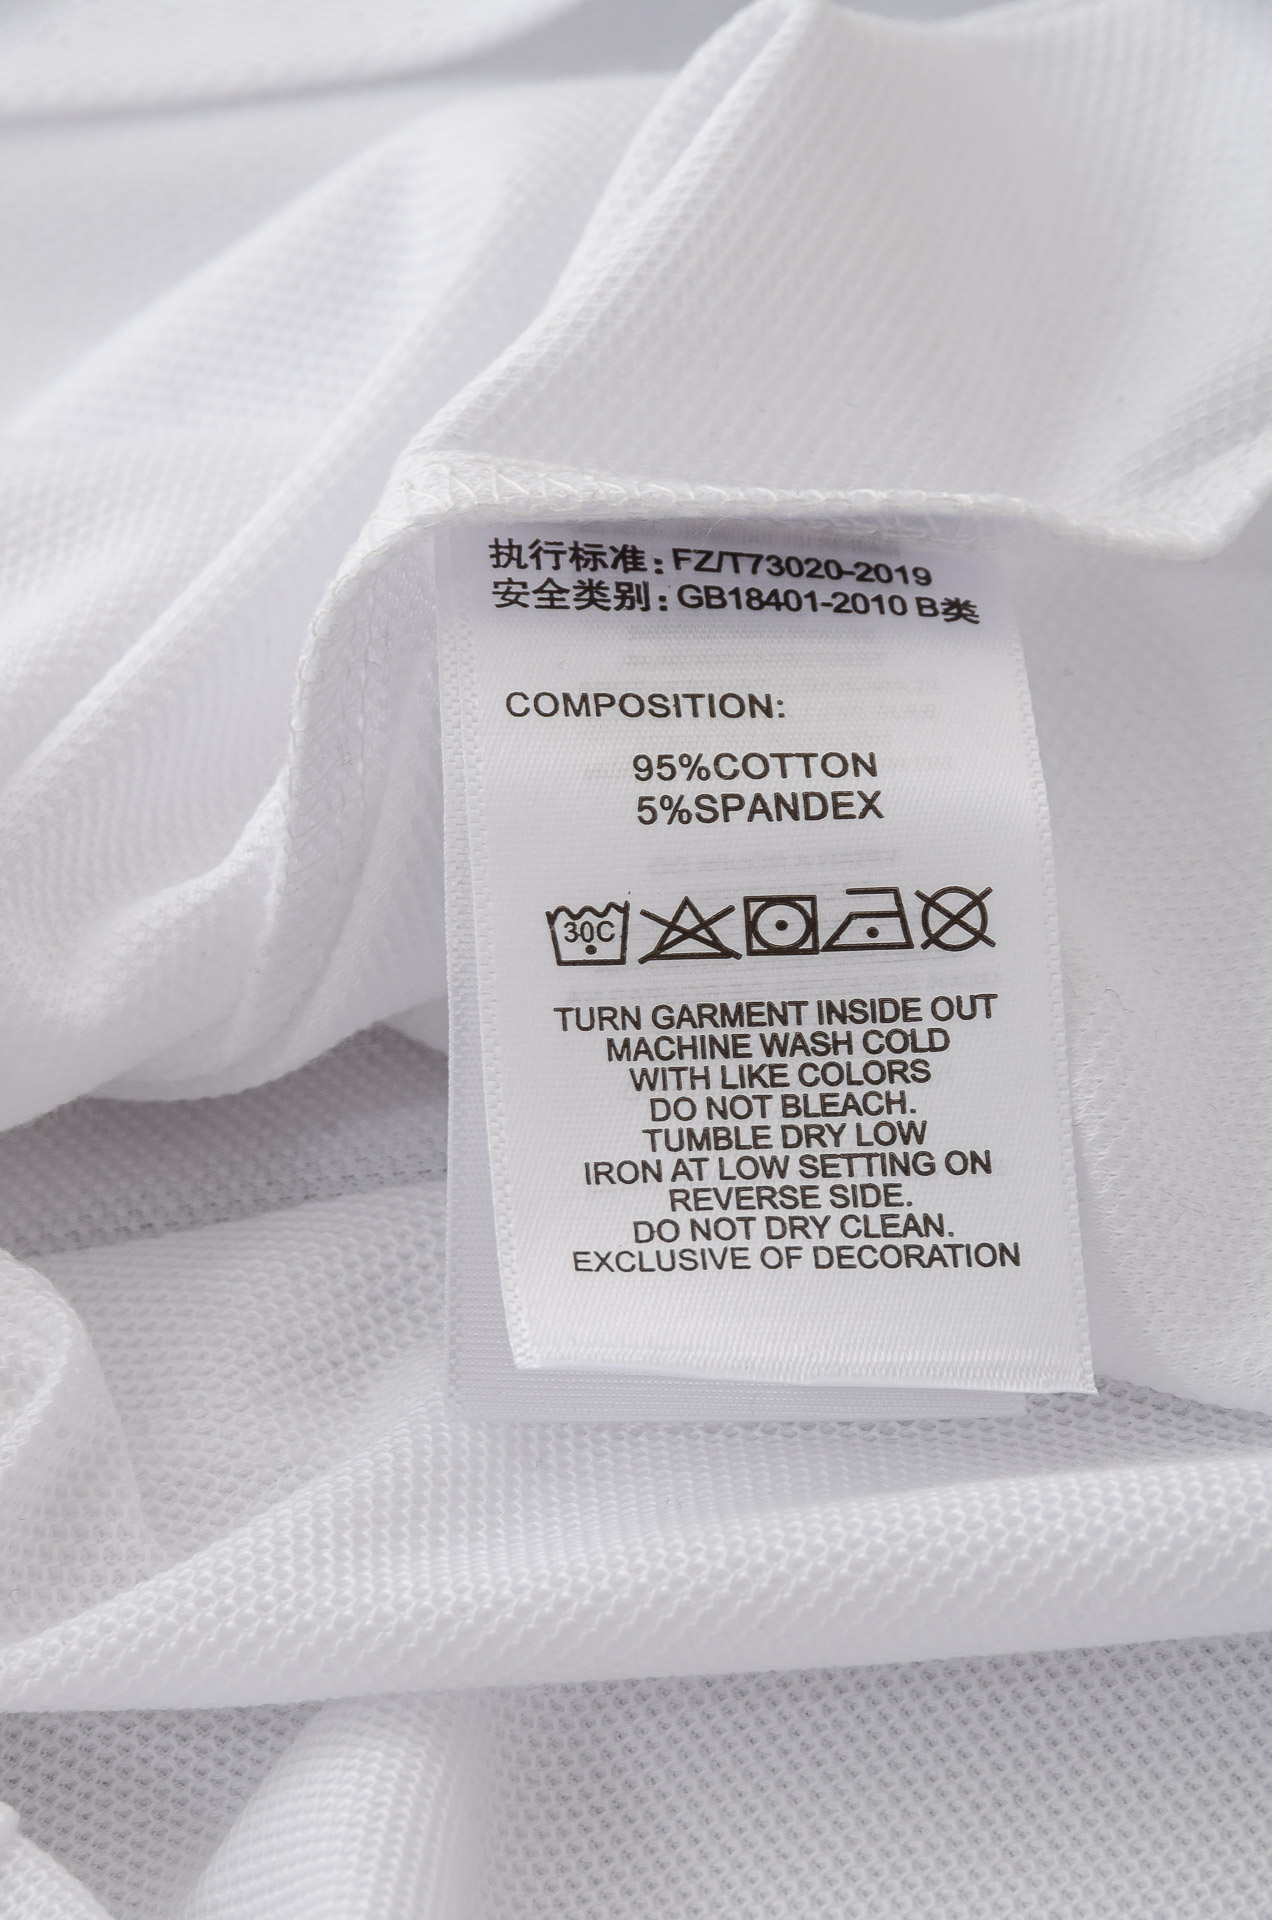 执行标准：FZ/T73020-2019
安全类别：GB18401-2010 B类
COMPOSITION:
95%COTTON
5%SPANDEX
30C
TURN GARMENT INSIDE OUT
MACHINE WASH COLD
WITH LIKE COLORS
DO NOT BLEACH.
TUMBLE DRY LOW
IRON AT LOW SETTING ON
REVERSE SIDE.
DO NOT DRY CLEAN.
EXCLUSIVE OF DECORATION